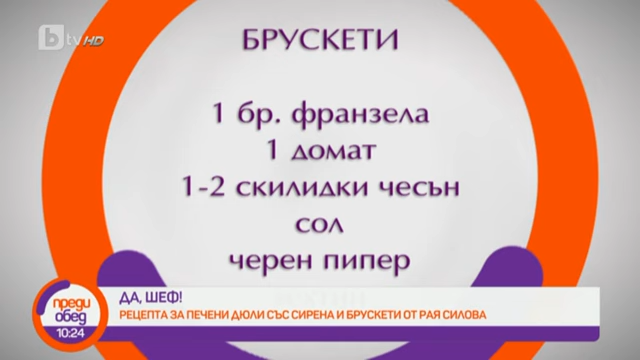 btv HD
БРУСКЕТИ
1 бр. франзела
1 домат
1-2 скилидки чесън
сол
черен пипер
ДА, ШЕФ!
РЕЦЕПТА ЗА ПЕЧЕНИ ДЮЛИ СЪС СИРЕНА И БРУСКЕТИ ОТ РАЯ СИЛОВА
преди
обед
10:24